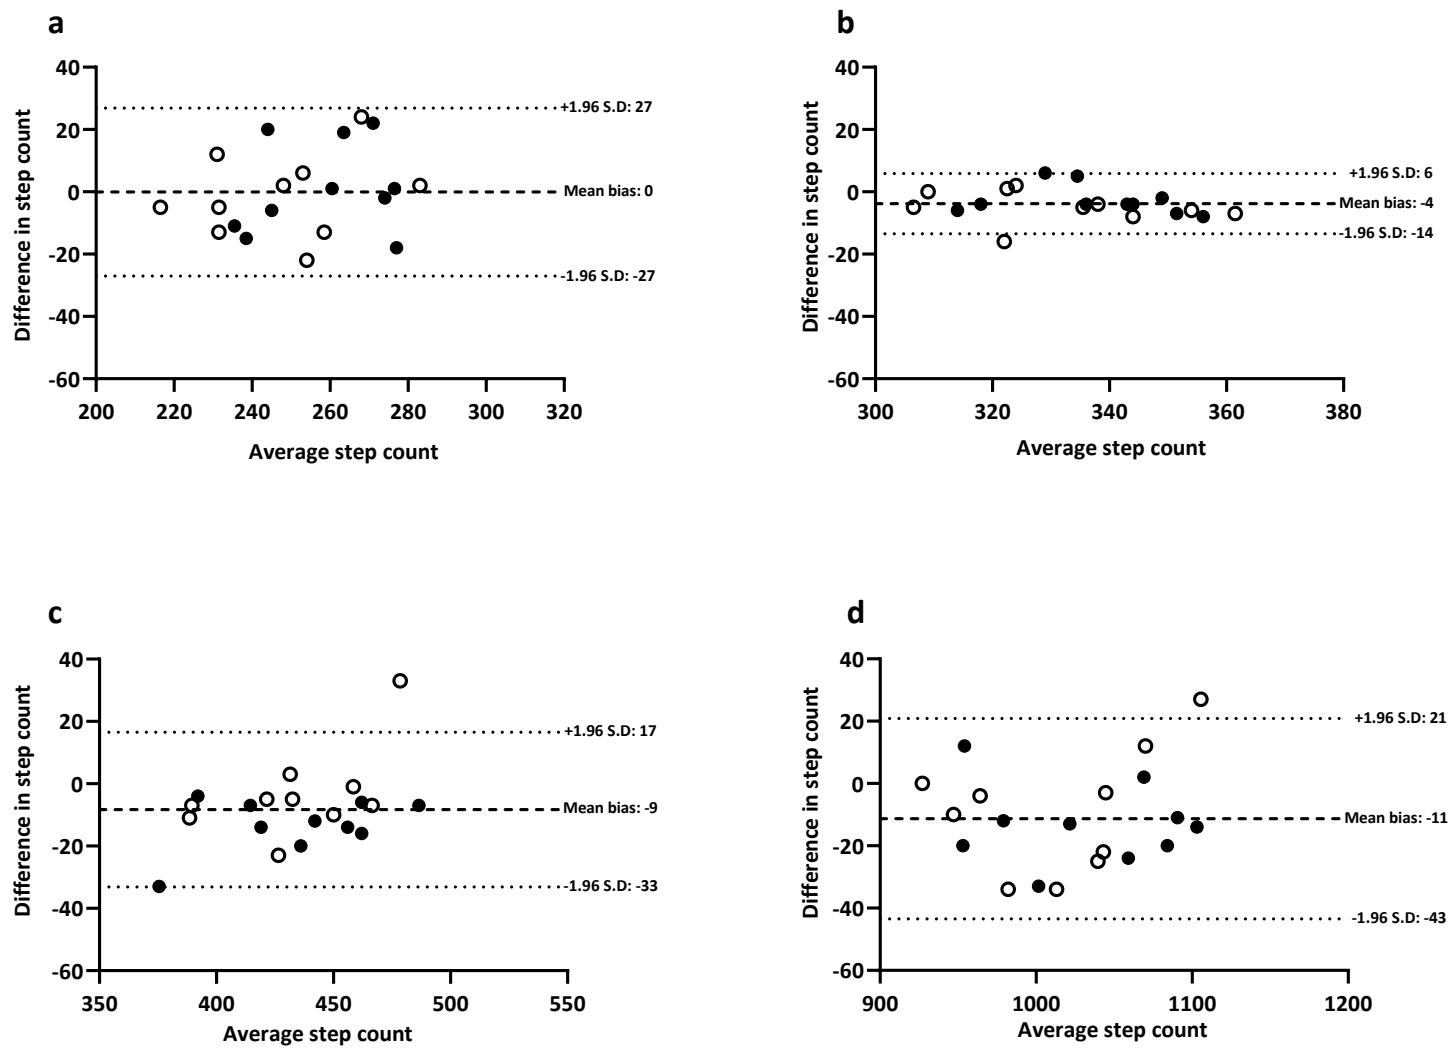 a
40
20
0
-20
-40
-60
200 220 240 260 280 300 320
Difference in step count
Average step count
+1.96 S.D: 27
Mean bias: 0
-1.96 S.D: -27
b
40
20
0
-20
-40
-60
300 320 340 360 380
Difference in step count
Average step count
+1.96 S.D: 6
Mean bias: -4
-1.96 S.D: -14
c
40
20
0
-20
-40
-60
350 400 450 500 550
Difference in step count
Average step count
+1.96 S.D: 17
Mean bias: -9
-1.96 S.D: -33
d
40
20
0
-20
-40
-60
900 1000 1100 1200
Difference in step count
Average step count
+1.96 S.D: 21
Mean bias: -11
-1.96 S.D: -43